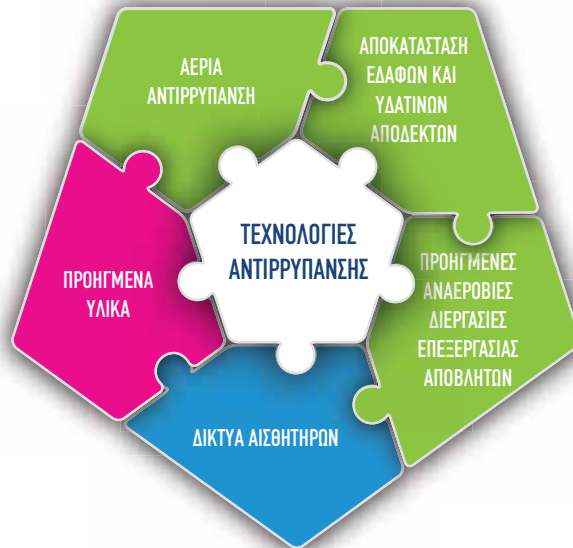 ΑΕΡΙΑ
ΑΝΤΙΡΡΥΠΑΝΣΗ
ΑΠΟΚΑΤΑΣΤΑΣΗ
ΕΔΑΦΩΝ ΚΑΙ
ΥΔΑΤΙΝΩΝ
ΑΠΟΔΕΚΤΩΝ
ΤΕΧΝΟΛΟΓΙΕΣ
ΑΝΤΙΡΡΥΠΑΝΣΗΣ
ΠΡΟΗΓΜΕΝΑ
ΥΛΙΚΑ
ΠΡΟΗΓΜΕΝΕΣ
ΑΝΑΕΡΟΒΙΕΣ
ΔΙΕΡΓΑΣΙΕΣ
ΕΠΕΞΕΡΓΑΣΙΑΣ
ΑΠΟΒΛΗΤΩΝ
ΔΙΚΤΥΑ ΑΙΣΘΗΤΗΡΩΝ